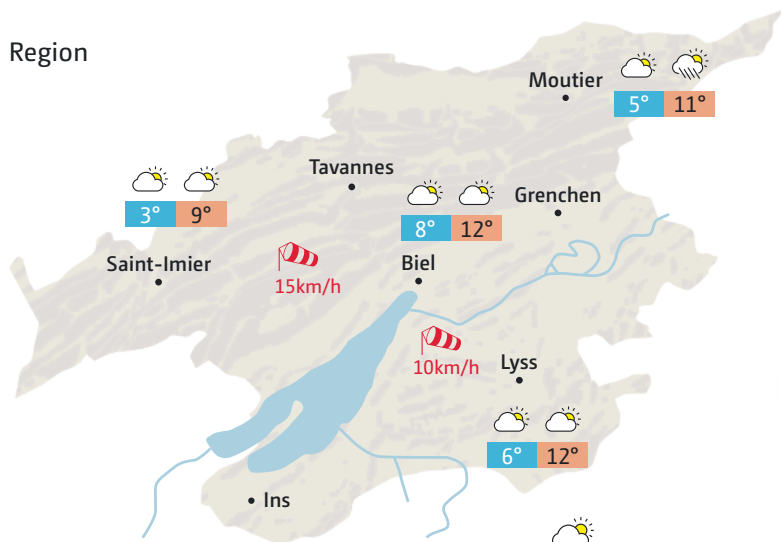 Region
Moutier
5° 11°
Tavannes
3° 9°
Grenchen
8° 12°
Saint-Imier
Biel
15km/h
10km/h
Lyss
6° 12°
Ins